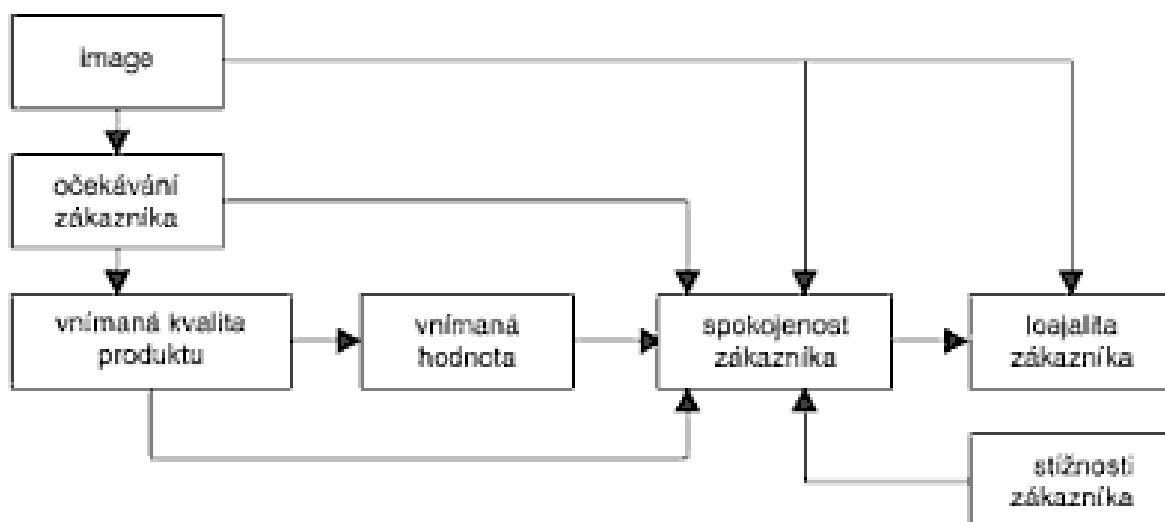 image
očekávání
zákazníka
vnímaná kvalita
produktu
vnímaná
hodnota
spokojenost
zákazníka
loajalita
zákazníka
stížnosti
zákazníka